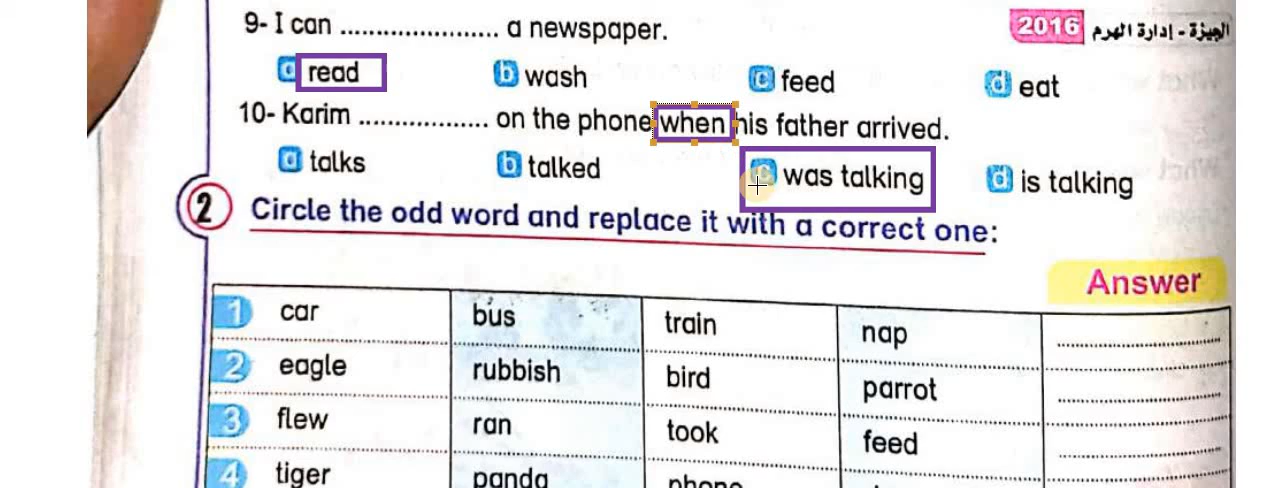 9- I can ...................... a newspaper.
2016 الجيزة - إدارة الهرم
a read b wash c feed d eat
10- Karim .................. on the phone when his father arrived.
a talks b talked c was talking d is talking
2 Circle the odd word and replace it with a correct one:
Answer
1 car bus train nap
2 eagle rubbish bird parrot
3 flew ran took feed
4 tiger panda phone